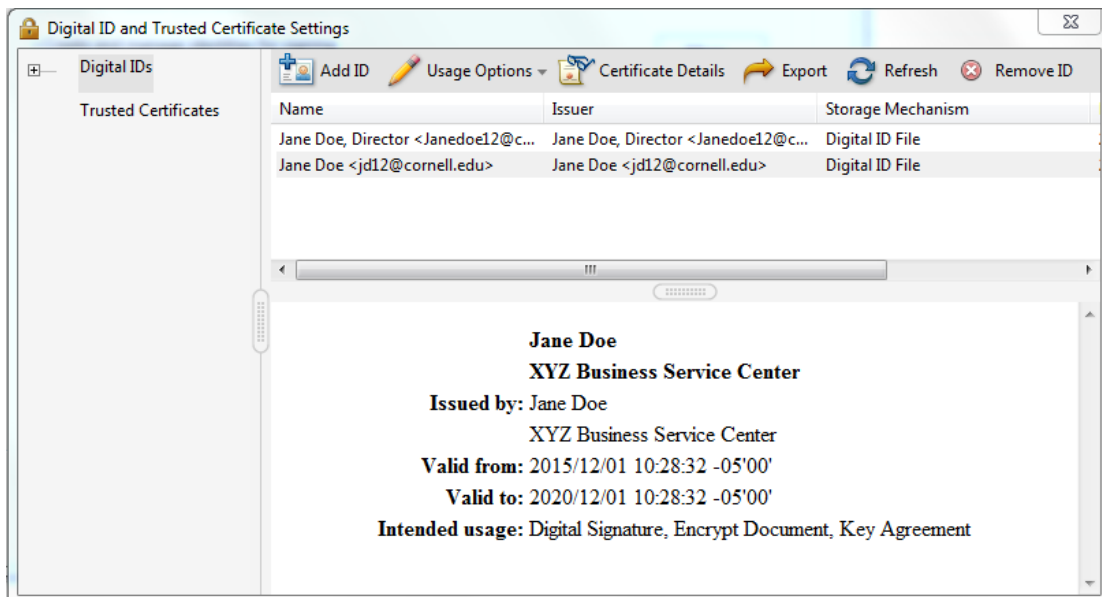 Digital ID and Trusted Certificate Settings
Digital IDs
Trusted Certificates
Add ID Usage Options Certificate Details Export Refresh Remove ID
Name Issuer Storage Mechanism
Jane Doe, Director <Janedoe12@c... Jane Doe, Director <Janedoe12@c... Digital ID File
Jane Doe <jd12@cornell.edu> Jane Doe <jd12@cornell.edu> Digital ID File
Jane Doe
XYZ Business Service Center
Issued by: Jane Doe
XYZ Business Service Center
Valid from: 2015/12/01 10:28:32 -05'00'
Valid to: 2020/12/01 10:28:32 -05'00'
Intended usage: Digital Signature, Encrypt Document, Key Agreement